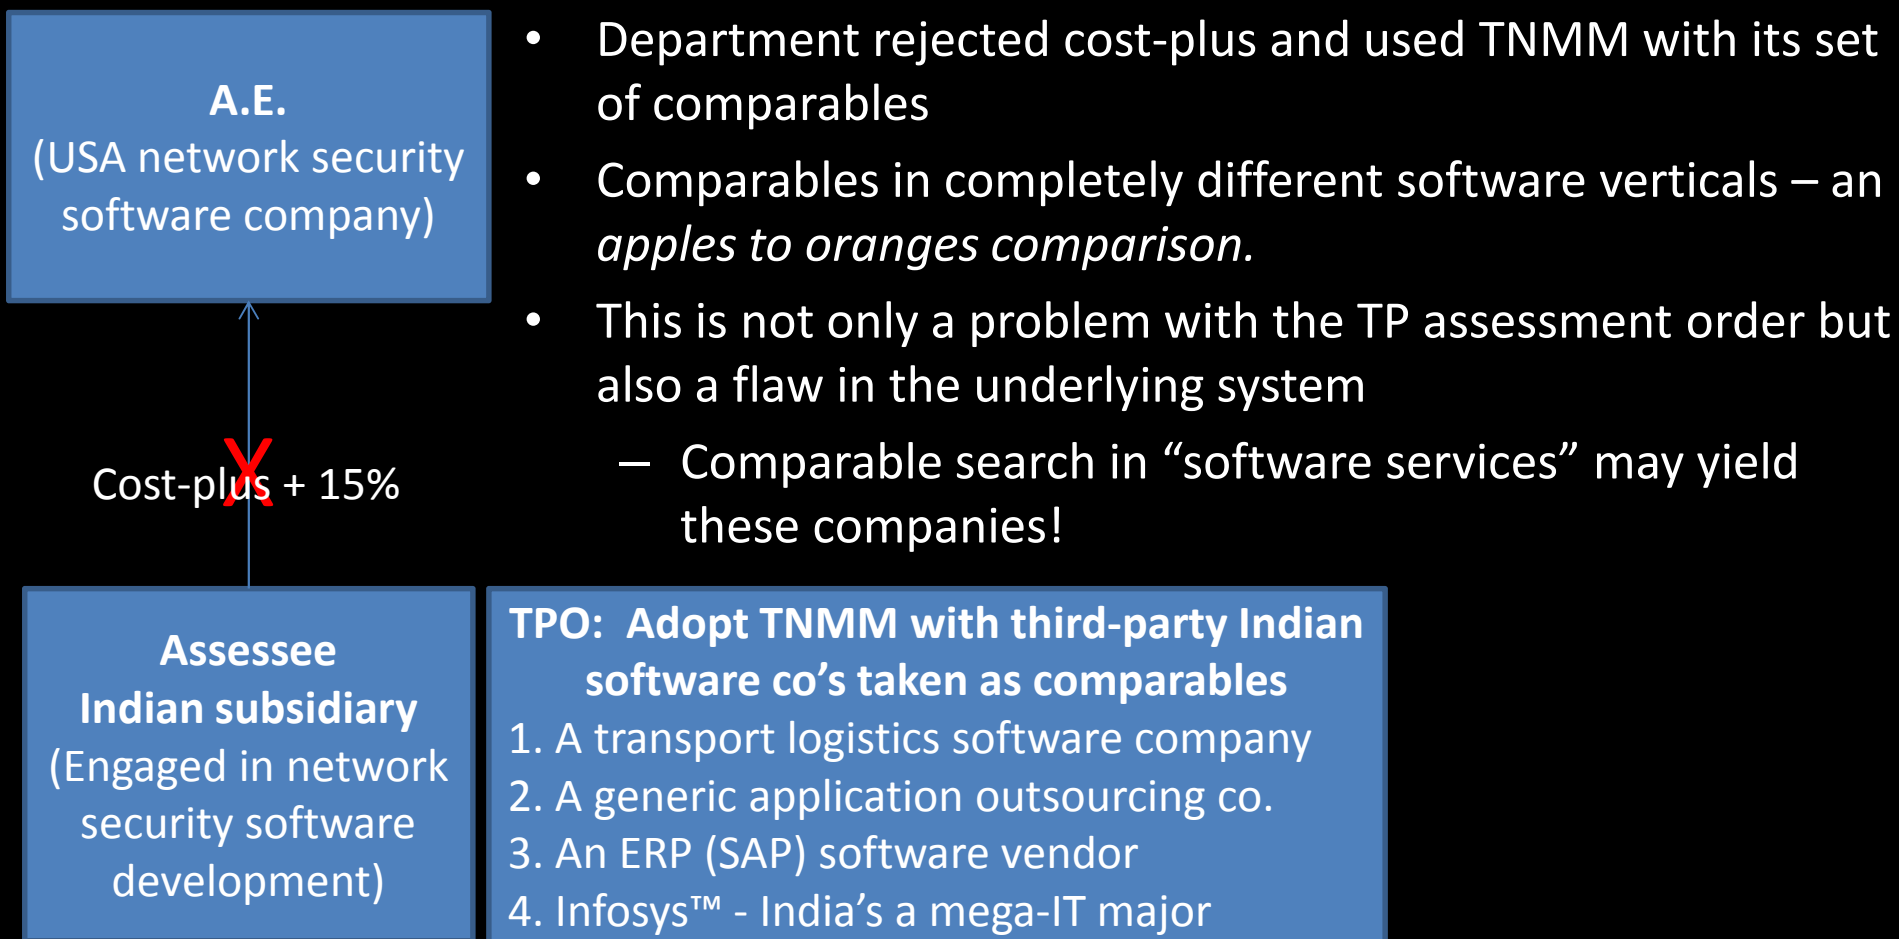 A.E.
(USA network security
software company)
• Department rejected cost-plus and used TNMM with its set
of comparables
• Comparables in completely different software verticals – an
apples to oranges comparison.
• This is not only a problem with the TP assessment order but
also a flaw in the underlying system
– Comparable search in “software services” may yield
these companies!
X
Cost-plus + 15%
Assessee
Indian subsidiary
(Engaged in network
security software
development)
TPO: Adopt TNMM with third-party Indian
software co’s taken as comparables
1. A transport logistics software company
2. A generic application outsourcing co.
3. An ERP (SAP) software vendor
4. Infosys™ - India’s a mega-IT major